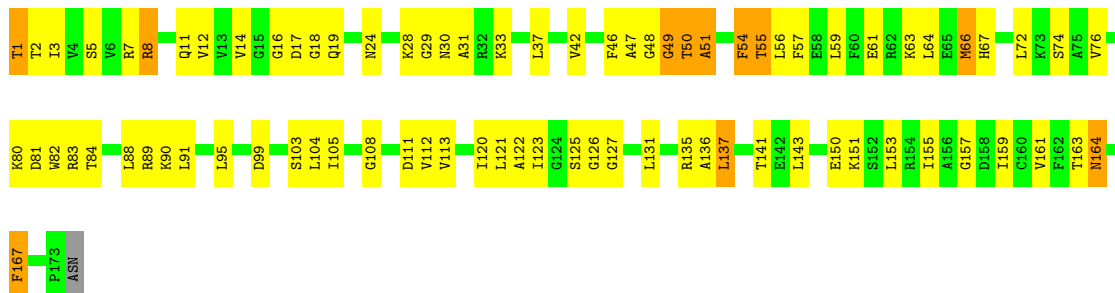 T1 T2 I3 V4 S5 V6 R7 R8 Q11 V12 V13 V14 G15 G16 D17 G18 Q19 N24 K28 G29 N30 A31 R32 K33 L37 V42 F46 A47 G48 G49 T50 A51 F54 T55 L56 F57 E58 L59 F60 E61 R62 K63 L64 E65 M66 H67 L72 K73 S74 A75 V76
K80 D81 W82 R83 T84 L88 R89 K90 L91 L95 D99 S103 L104 I105 G108 D111 V112 V113 I120 L121 A122 I123 G124 S125 G126 G127 L131 R135 A136 L137 T141 E142 L143 E150 K151 S152 L153 R154 I155 A156 G157 D158 I159 C160 V161 F162 T163 N164
F167 P173 ASN